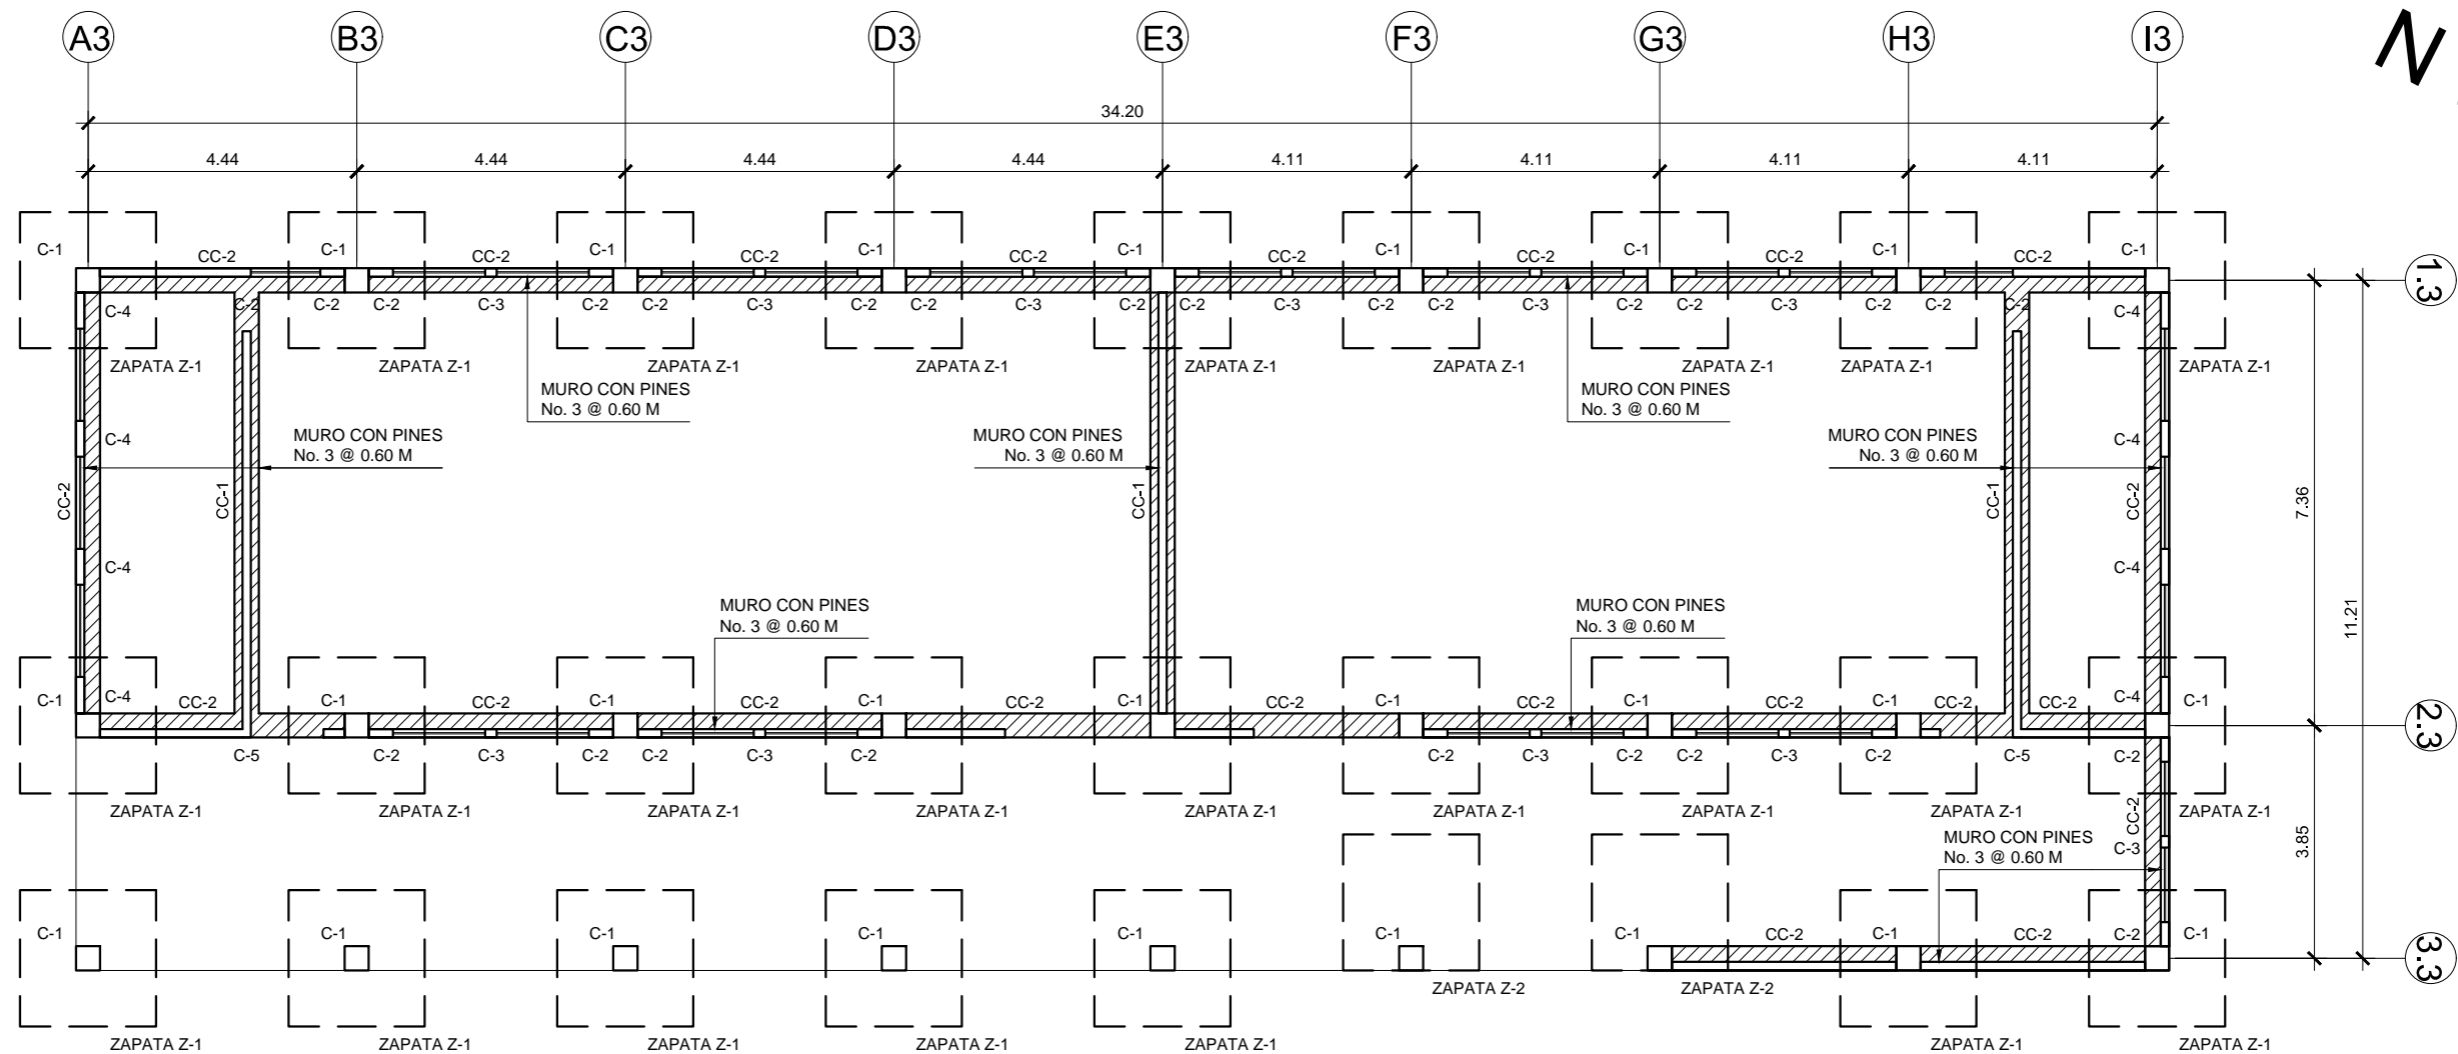 A3 B3 C3 D3 E3 F3 G3 H3 I3
N
34.20
4.44 4.44 4.44 4.44 4.11 4.11 4.11 4.11
C-1 CC-2 C-1 CC-2 C-1 CC-2 C-1 CC-2 C-1 CC-2 C-1 CC-2 C-1 CC-2 C-1 CC-2 C-1
1.3
C-4 C-2 C-2 C-2 C-3 C-2 C-2 C-3 C-2 C-2 C-3 C-2 C-2 C-3 C-2 C-2 C-3 C-2 C-2 C-3 C-2 C-2 C-2 C-4
ZAPATA Z-1 ZAPATA Z-1 ZAPATA Z-1 ZAPATA Z-1 ZAPATA Z-1 ZAPATA Z-1 ZAPATA Z-1 ZAPATA Z-1 ZAPATA Z-1
MURO CON PINES
No. 3 @ 0.60 M
MURO CON PINES
No. 3 @ 0.60 M
C-4 C-4
MURO CON PINES
No. 3 @ 0.60 M
MURO CON PINES
No. 3 @ 0.60 M
MURO CON PINES
No. 3 @ 0.60 M
CC-2 CC-1 CC-1 CC-1 CC-2
7.36
C-4 C-4
MURO CON PINES
No. 3 @ 0.60 M
MURO CON PINES
No. 3 @ 0.60 M
11.21
C-1 C-4 CC-2 C-1 CC-2 C-1 CC-2 C-1 CC-2 C-1 CC-2 C-1 CC-2 C-1 CC-2 C-1 CC-2 CC-2 C-4 C-1
2.3
C-5 C-2 C-3 C-2 C-2 C-3 C-2 C-2 C-3 C-2 C-2 C-3 C-2 C-5 C-2
ZAPATA Z-1 ZAPATA Z-1 ZAPATA Z-1 ZAPATA Z-1 ZAPATA Z-1 ZAPATA Z-1 ZAPATA Z-1 ZAPATA Z-1 ZAPATA Z-1
CC-2
MURO CON PINES
No. 3 @ 0.60 M
C-3
3.85
C-1 C-1 C-1 C-1 C-1 C-1 C-1 CC-2 C-1 CC-2 C-2 C-1
3.3
ZAPATA Z-2 ZAPATA Z-2
ZAPATA Z-1 ZAPATA Z-1 ZAPATA Z-1 ZAPATA Z-1 ZAPATA Z-1 ZAPATA Z-1 ZAPATA Z-1